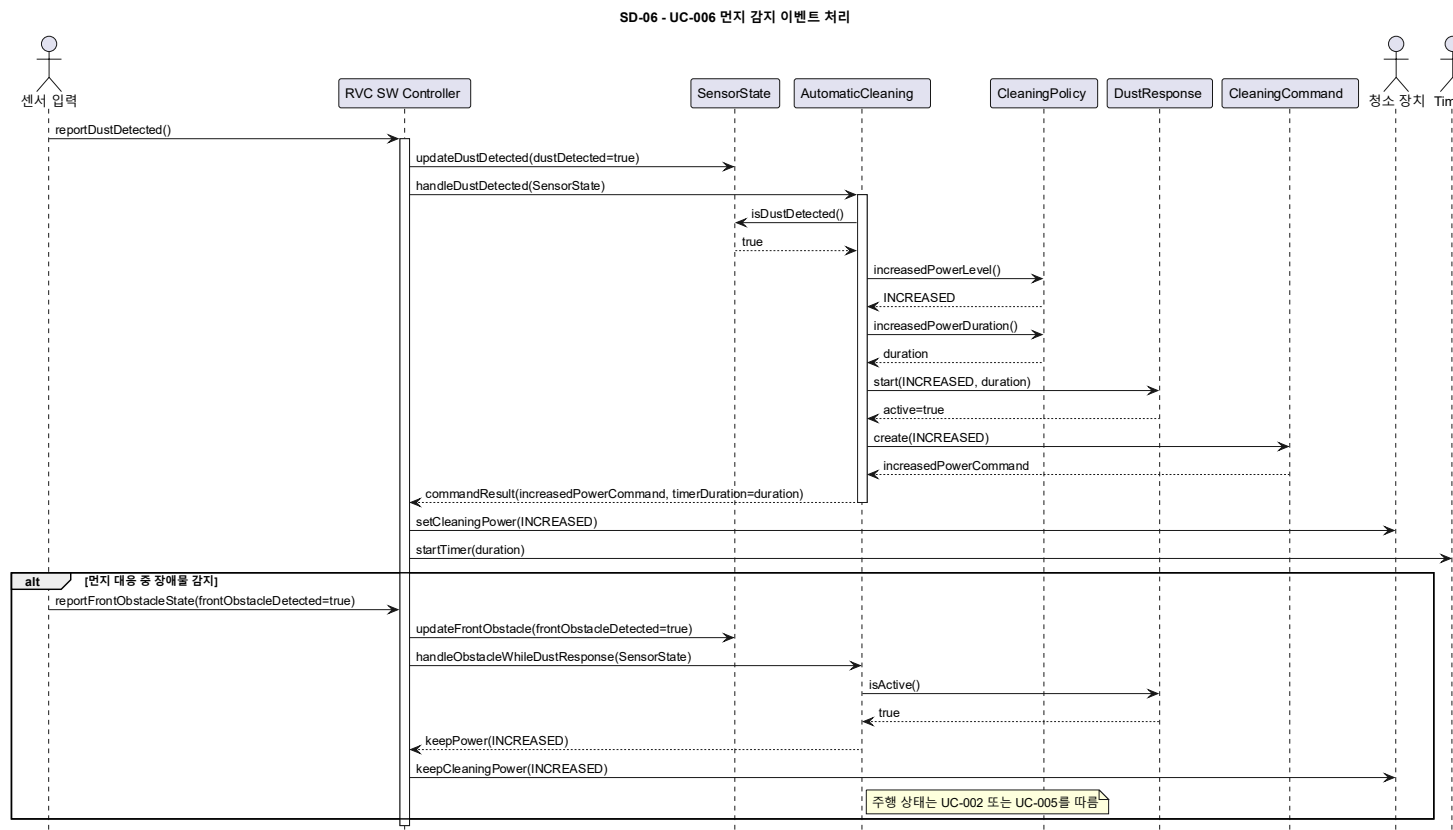 SD-06 - UC-006 먼지 감지 이벤트 처리
센서 입력
RVC SW Controller
SensorState
AutomaticCleaning
CleaningPolicy
DustResponse
CleaningCommand
청소 장치
Tim
reportDustDetected()
updateDustDetected(dustDetected=true)
handleDustDetected(SensorState)
isDustDetected()
true
increasedPowerLevel()
INCREASED
increasedPowerDuration()
duration
start(INCREASED, duration)
active=true
create(INCREASED)
increasedPowerCommand
commandResult(increasedPowerCommand, timerDuration=duration)
setCleaningPower(INCREASED)
startTimer(duration)
alt [먼지 대응 중 장애물 감지]
reportFrontObstacleState(frontObstacleDetected=true)
updateFrontObstacle(frontObstacleDetected=true)
handleObstacleWhileDustResponse(SensorState)
isActive()
true
keepPower(INCREASED)
keepCleaningPower(INCREASED)
주행 상태는 UC-002 또는 UC-005를 따름